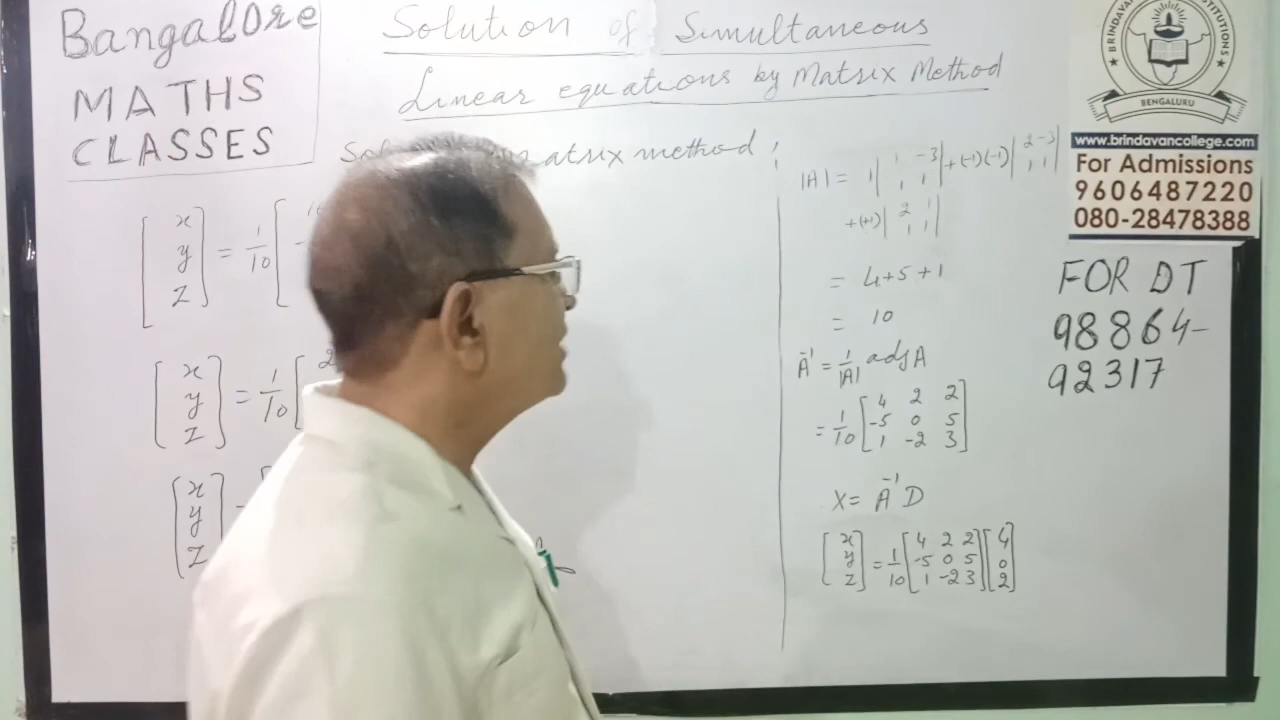 Bangalore
MATHS
CLASSES
Solution of Simultaneous
Linear equations by Matrix Method
matrix method ;
[x y z] = 1/10 [
[x y z] = 1/10 [
[x y z]
|A| = 1 |1 -3; 1 1| + (-1)(-1) |2 -3; 1 1|
+ (+1) |2 1; 1 1|
= 4+5+1
= 10
A⁻¹ = 1/|A| adj A
= 1/10 [4 2 2; -5 0 5; 1 -2 3]
X = A⁻¹ D
[x y z] = 1/10 [4 2 2; -5 0 5; 1 -2 3] [4 0 2]
BRINDAVAN
INSTITUTIONS
BENGALURU
www.brindavancollege.com
For Admissions
9606487220
080-28478388
FOR DT
98864-
92317